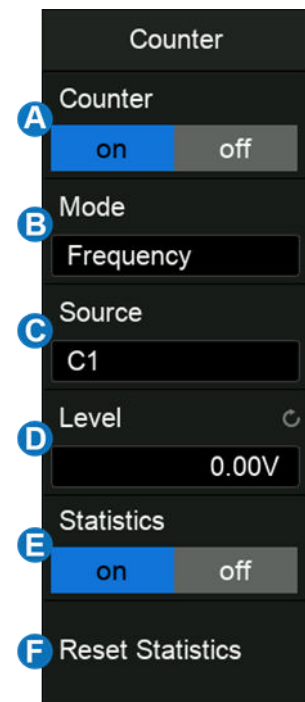 Counter
A Counter
on off
B Mode
Frequency
C Source
C1
D Level
0.00V
E Statistics
on off
F Reset Statistics